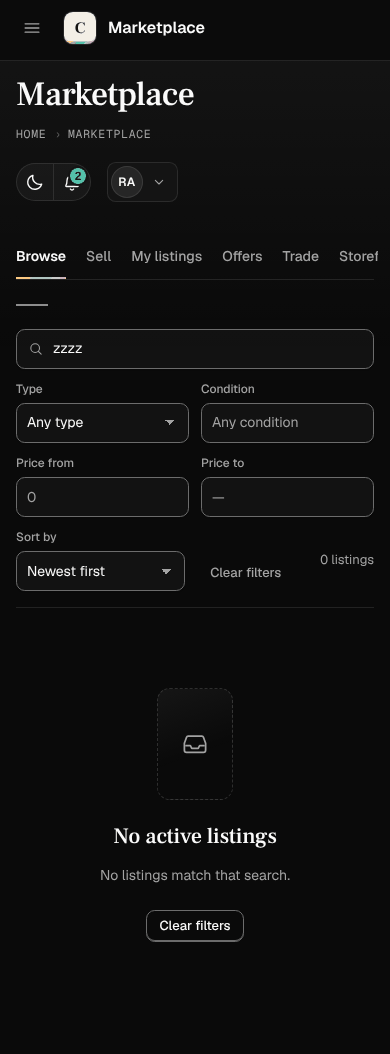 C Marketplace
Marketplace
HOME › MARKETPLACE
2
RA
Browse Sell My listings Offers Trade Storef
zzzz
Type Condition
Any type Any condition
Price from Price to
0 —
Sort by
Newest first Clear filters 0 listings
No active listings
No listings match that search.
Clear filters